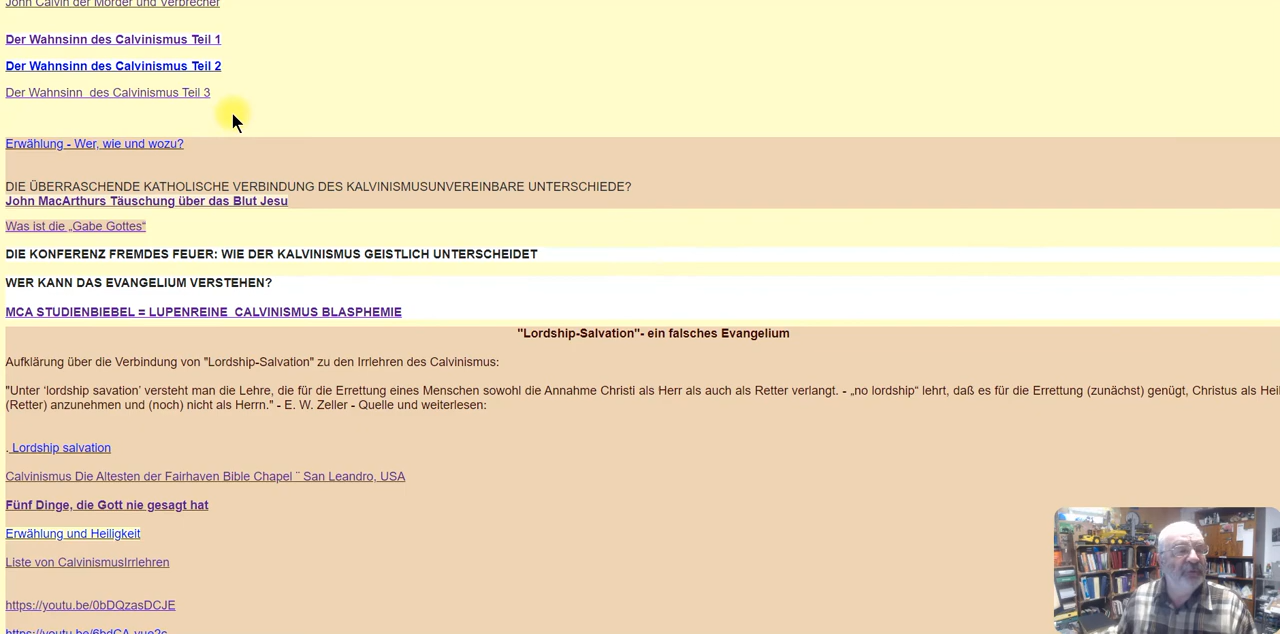 John Calvin der Mörder und Verbrecher
Der Wahnsinn des Calvinismus Teil 1
Der Wahnsinn des Calvinismus Teil 2
Der Wahnsinn  des Calvinismus Teil 3
Erwählung - Wer, wie und wozu?
DIE ÜBERRASCHENDE KATHOLISCHE VERBINDUNG DES KALVINISMUSUNVEREINBARE UNTERSCHIEDE?
John MacArthurs Täuschung über das Blut Jesu
Was ist die „Gabe Gottes“
DIE KONFERENZ FREMDES FEUER: WIE DER KALVINISMUS GEISTLICH UNTERSCHEIDET
WER KANN DAS EVANGELIUM VERSTEHEN?
MCA STUDIENBIEBEL = LUPENREINE  CALVINISMUS BLASPHEMIE
"Lordship-Salvation"- ein falsches Evangelium
Aufklärung über die Verbindung von "Lordship-Salvation" zu den Irrlehren des Calvinismus:
"Unter ‘lordship savation’ versteht man die Lehre, die für die Errettung eines Menschen sowohl die Annahme Christi als Herr als auch als Retter verlangt. - „no lordship“ lehrt, daß es für die Errettung (zunächst) genügt, Christus als Hei
(Retter) anzunehmen und (noch) nicht als Herrn." - E. W. Zeller - Quelle und weiterlesen:
. Lordship salvation
Calvinismus Die Altesten der Fairhaven Bible Chapel ¨ San Leandro, USA
Fünf Dinge, die Gott nie gesagt hat
Erwählung und Heiligkeit
Liste von CalvinismusIrrlehren
https://youtu.be/0bDQzasDCJE